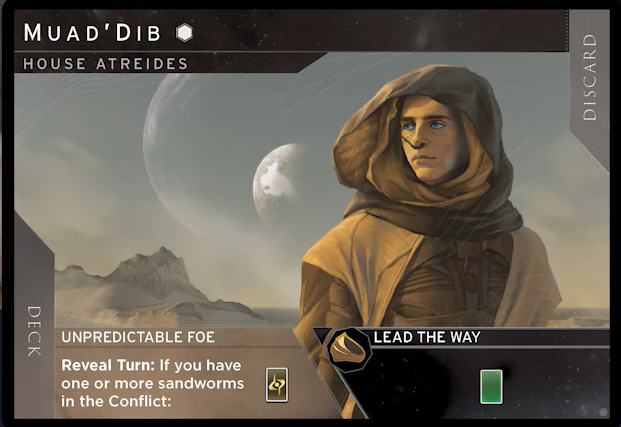 MUAD'DIB
HOUSE ATREIDES
DISCARD
DECK
UNPREDICTABLE FOE
Reveal Turn: If you have
one or more sandworms
in the Conflict:
LEAD THE WAY